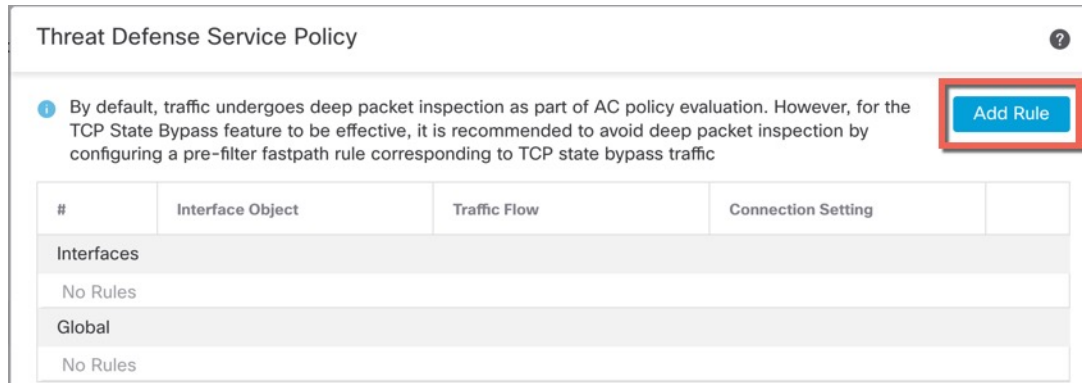 Threat Defense Service Policy
?
i
By default, traffic undergoes deep packet inspection as part of AC policy evaluation. However, for the
TCP State Bypass feature to be effective, it is recommended to avoid deep packet inspection by
configuring a pre-filter fastpath rule corresponding to TCP state bypass traffic
Add Rule
# Interface Object Traffic Flow Connection Setting
Interfaces
No Rules
Global
No Rules